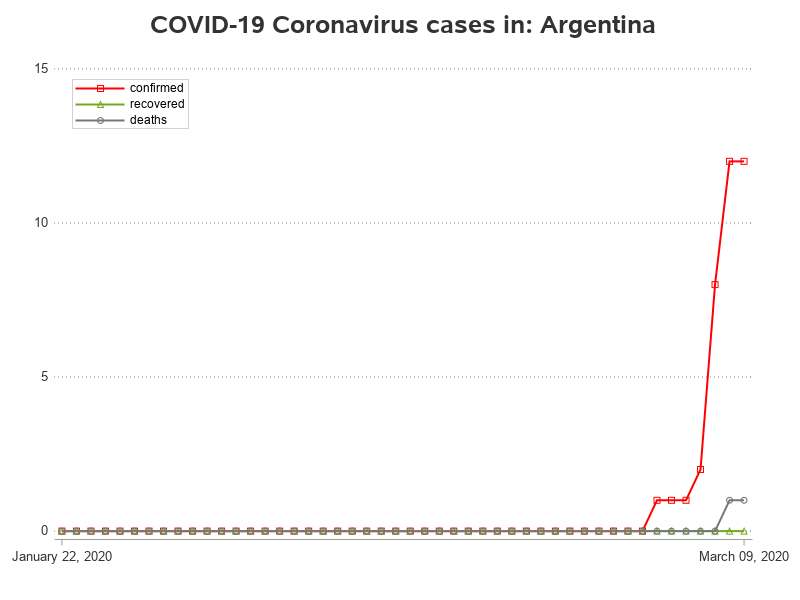 COVID-19 Coronavirus cases in: Argentina
15
confirmed
recovered
deaths
10
5
0
January 22, 2020
March 09, 2020